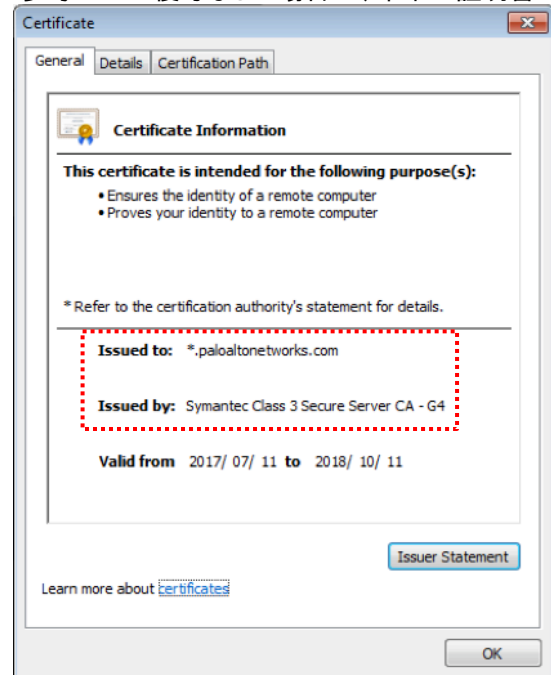 Certificate
General Details Certification Path
Certificate Information
This certificate is intended for the following purpose(s):
• Ensures the identity of a remote computer
• Proves your identity to a remote computer
* Refer to the certification authority's statement for details.
Issued to: *.paloaltonetworks.com
Issued by: Symantec Class 3 Secure Server CA - G4
Valid from 2017/ 07/ 11 to 2018/ 10/ 11
Issuer Statement
Learn more about certificates
OK